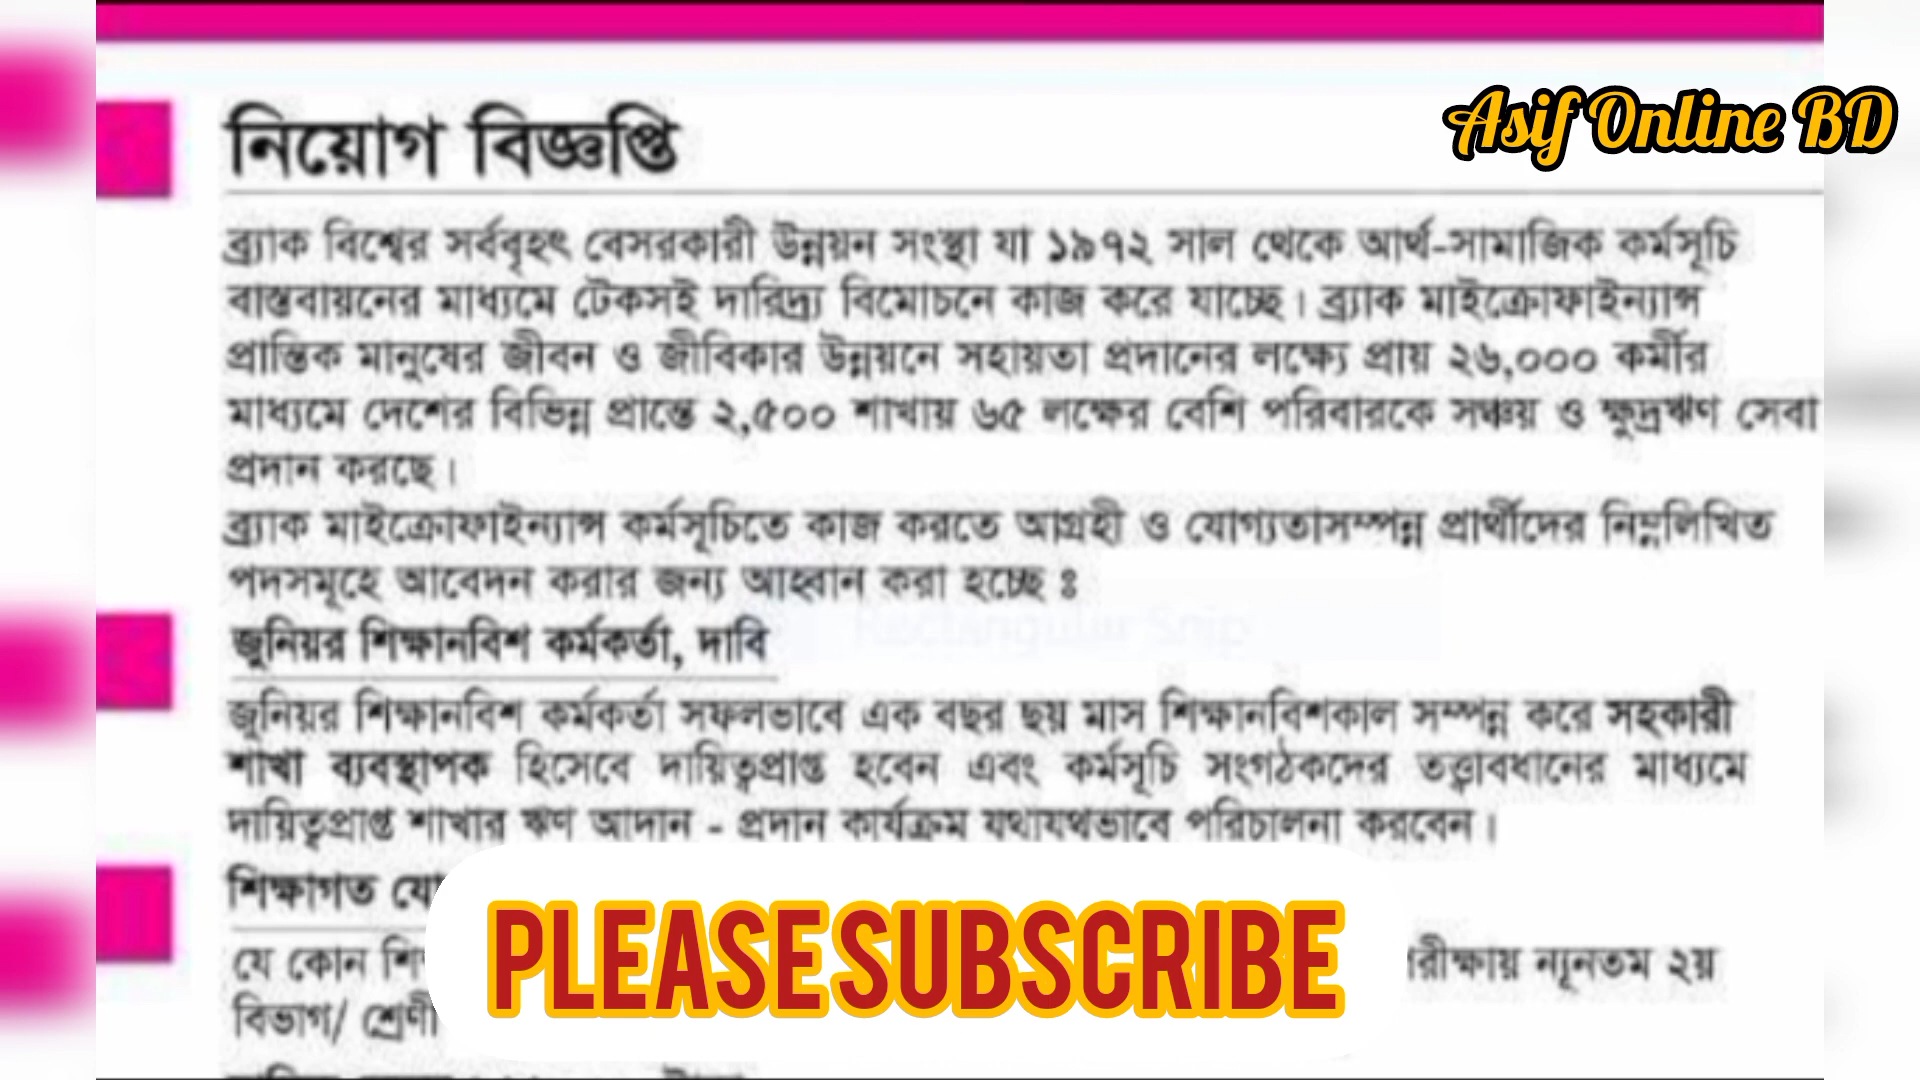 নিয়োগ বিজ্ঞপ্তি
Asif Online BD
ব্র্যাক বিশ্বের সর্ববৃহৎ বেসরকারী উন্নয়ন সংস্থা যা ১৯৭২ সাল থেকে আর্থ-সামাজিক কর্মসূচি
বাস্তবায়নের মাধ্যমে টেকসই দারিদ্র্য বিমোচনে কাজ করে যাচ্ছে। ব্র্যাক মাইক্রোফাইন্যান্স
প্রান্তিক মানুষের জীবন ও জীবিকার উন্নয়নে সহায়তা প্রদানের লক্ষ্যে প্রায় ২৬,০০০ কর্মীর
মাধ্যমে দেশের বিভিন্ন প্রান্তে ২,৫০০ শাখায় ৬৫ লক্ষের বেশি পরিবারকে সঞ্চয় ও ক্ষুদ্রঋণ সেবা
প্রদান করছে।
ব্র্যাক মাইক্রোফাইন্যান্স কর্মসূচিতে কাজ করতে আগ্রহী ও যোগ্যতাসম্পন্ন প্রার্থীদের নিম্নলিখিত
পদসমূহে আবেদন করার জন্য আহ্বান করা হচ্ছে ঃ
Rectangular Snip
জুনিয়র শিক্ষানবিশ কর্মকর্তা, দাবি
জুনিয়র শিক্ষানবিশ কর্মকর্তা সফলভাবে এক বছর ছয় মাস শিক্ষানবিশকাল সম্পন্ন করে সহকারী
শাখা ব্যবস্থাপক হিসেবে দায়িত্বপ্রাপ্ত হবেন এবং কর্মসূচি সংগঠকদের তত্ত্বাবধানের মাধ্যমে
দায়িত্বপ্রাপ্ত শাখার ঋণ আদান - প্রদান কার্যক্রম যথাযথভাবে পরিচালনা করবেন।
শিক্ষাগত
যে কোন ন্যূনতম ২য়
বিভাগ/ শ্রেণী
PLEASE SUBSCRIBE